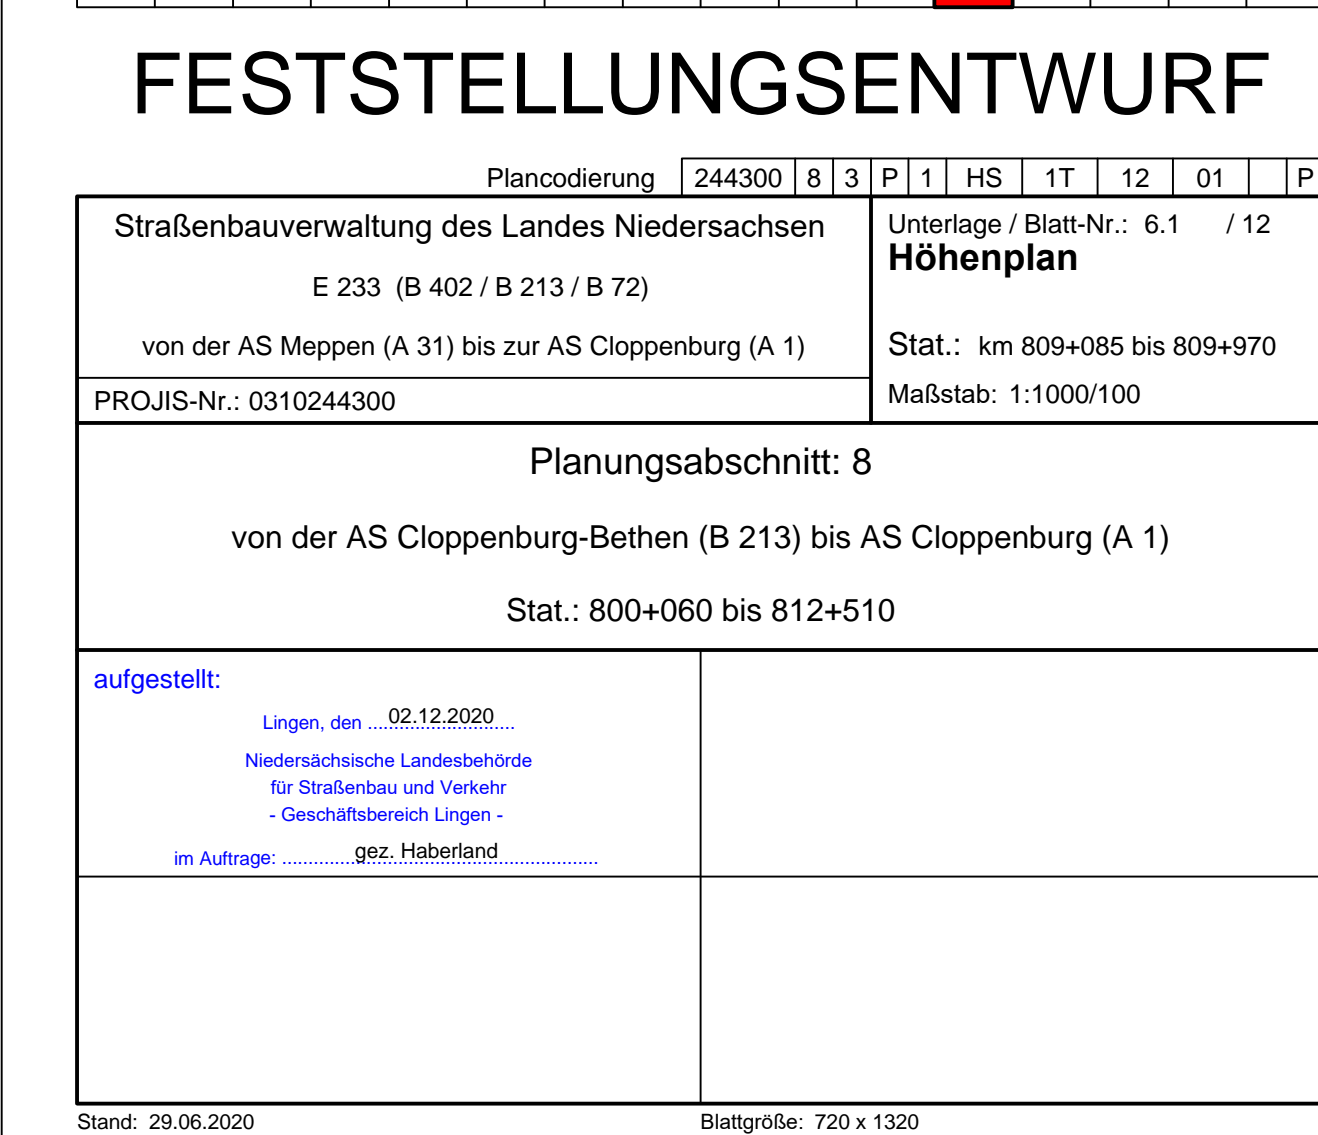 FESTSTELLUNGSENTWURF
Plancodierung 244300 8 3 P 1 HS 1T 12 01 P
Straßenbauverwaltung des Landes Niedersachsen
E 233 (B 402 / B 213 / B 72)
von der AS Meppen (A 31) bis zur AS Cloppenburg (A 1)
PROJIS-Nr.: 0310244300
Unterlage / Blatt-Nr.: 6.1 / 12
Höhenplan
Stat.: km 809+085 bis 809+970
Maßstab: 1:1000/100
Planungsabschnitt: 8
von der AS Cloppenburg-Bethen (B 213) bis AS Cloppenburg (A 1)
Stat.: 800+060 bis 812+510
aufgestellt:
Lingen, den ....02.12.2020....
Niedersächsische Landesbehörde
für Straßenbau und Verkehr
- Geschäftsbereich Lingen -
im Auftrage: ..............gez. Haberland...................
Stand: 29.06.2020
Blattgröße: 720 x 1320